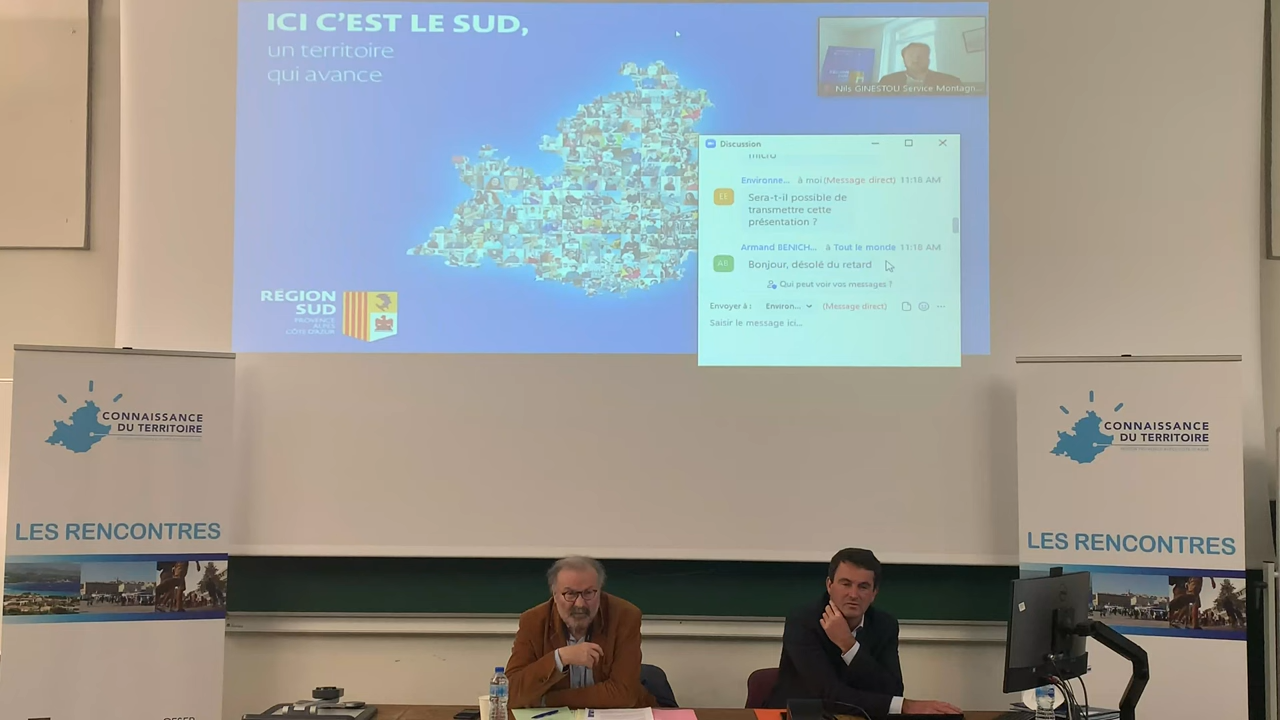 ICI C'EST LE SUD,
un territoire
qui avance
Nils GINESTOU Service Montagn...
Discussion
micro
Environne... à moi (Message direct) 11:18 AM
EE
Sera-t-il possible de
transmettre cette
présentation ?
Armand BENICH... à Tout le monde 11:18 AM
AB
Bonjour, désolé du retard
Qui peut voir vos messages ?
Envoyer à : Environ... (Message direct)
Saisir le message ici...
RÉGION
SUD
PROVENCE
ALPES
CÔTE D'AZUR
CONNAISSANCE
DU TERRITOIRE
LES RENCONTRES
CONNAISSANCE
DU TERRITOIRE
LES RENCONTRES